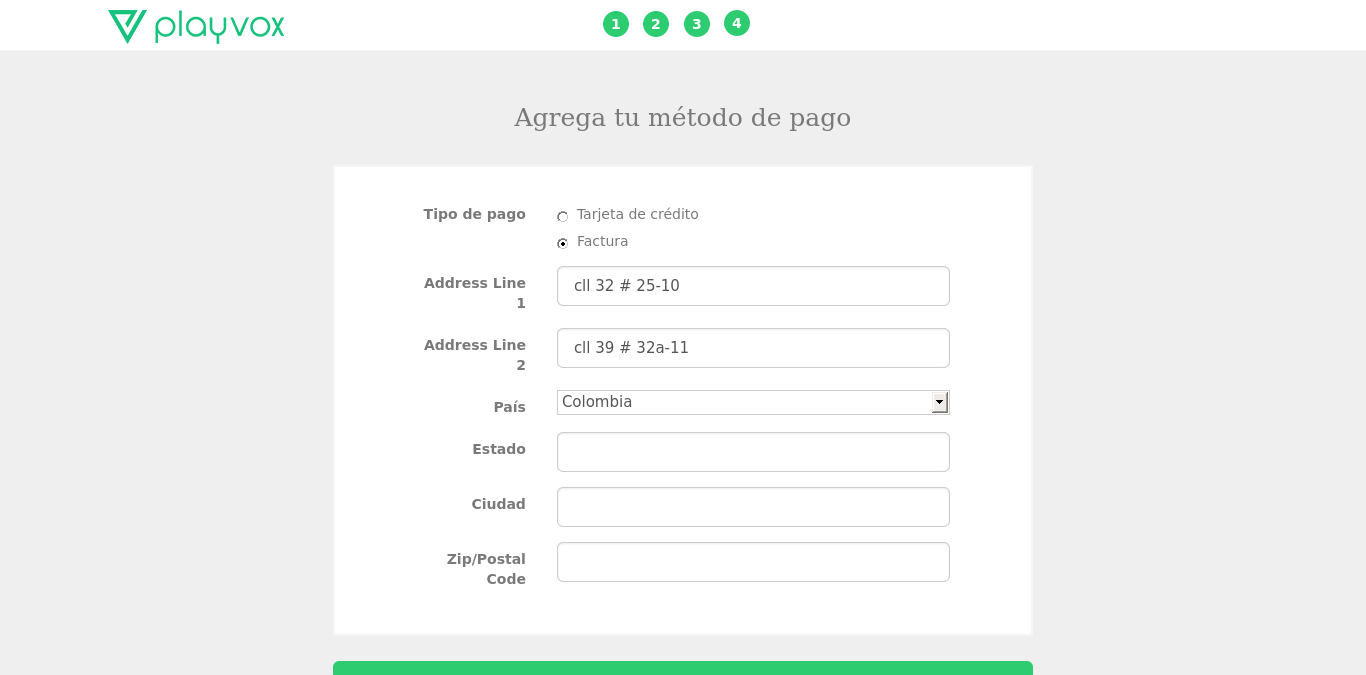 playvox
1 2 3 4
Agrega tu método de pago
Tipo de pago
Tarjeta de crédito
Factura
Address Line
1
cll 32 # 25-10
Address Line
2
cll 39 # 32a-11
País
Colombia
Estado
Ciudad
Zip/Postal
Code